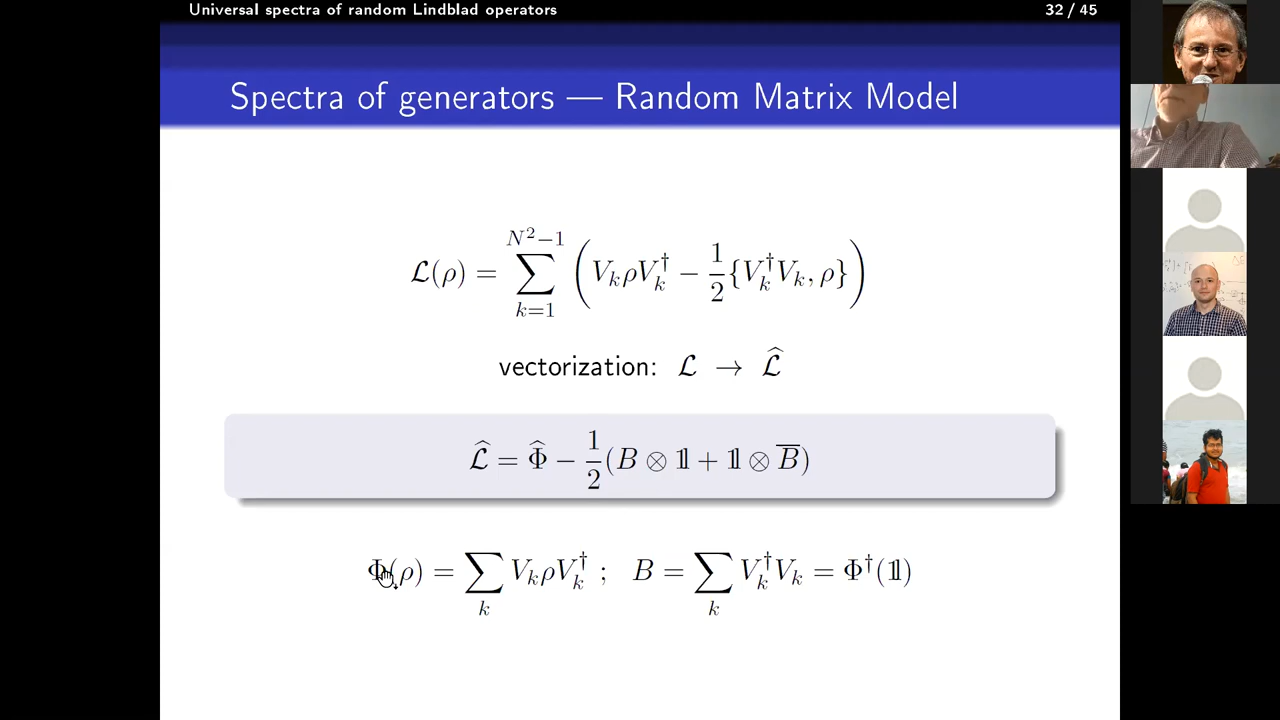 Universal spectra of random Lindblad operators 32 / 45
Spectra of generators — Random Matrix Model
ℒ(ρ) = ∑_{k=1}^{N²−1} ( V_k ρ V_k^† − 1/2 {V_k^† V_k, ρ} )
vectorization: ℒ → ℒ̂
ℒ̂ = Φ̂ − 1/2 (B ⊗ 𝟙 + 𝟙 ⊗ B̅)
Φ(ρ) = ∑_k V_k ρ V_k^† ; B = ∑_k V_k^† V_k = Φ^†(𝟙)